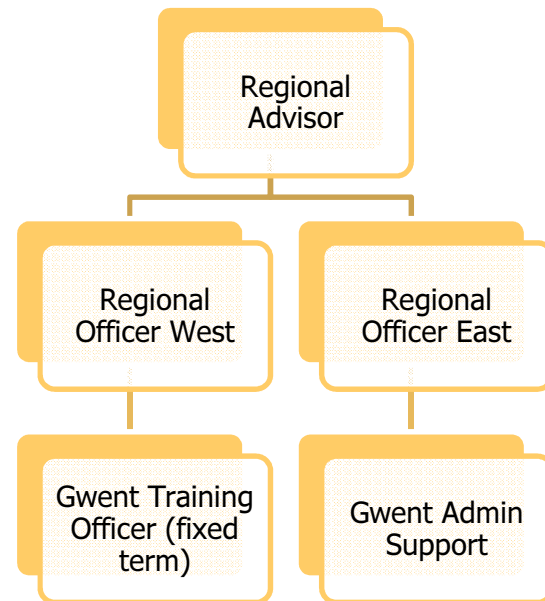 Regional
Advisor
Regional
Officer West
Regional
Officer East
Gwent Training
Officer (fixed
term)
Gwent Admin
Support